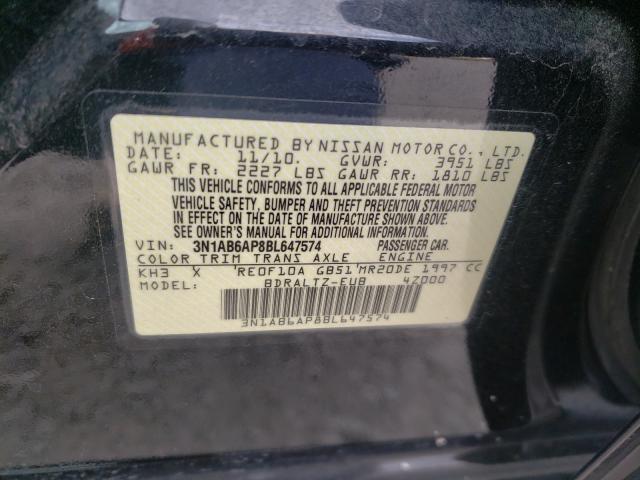 MANUFACTURED BY NISSAN MOTOR CO., LTD.
DATE: 11/10. GVWR: 3951 LBS
GAWR FR: 2227 LBS GAWR RR: 1810 LBS
THIS VEHICLE CONFORMS TO ALL APPLICABLE FEDERAL MOTOR
VEHICLE SAFETY, BUMPER AND THEFT PREVENTION STANDARDS
IN EFFECT ON THE DATE OF MANUFACTURE SHOWN ABOVE.
SEE OWNER'S MANUAL FOR ADDITIONAL INFORMATION.
VIN: 3N1AB6AP8BL647574 PASSENGER CAR.
COLOR TRIM TRANS AXLE ENGINE
KH3 X 'RE0F10A GB51'MR20DE 1997 CC
MODEL: BDRALTZ-EUB 4Z000
3N1AB6AP8BL647574